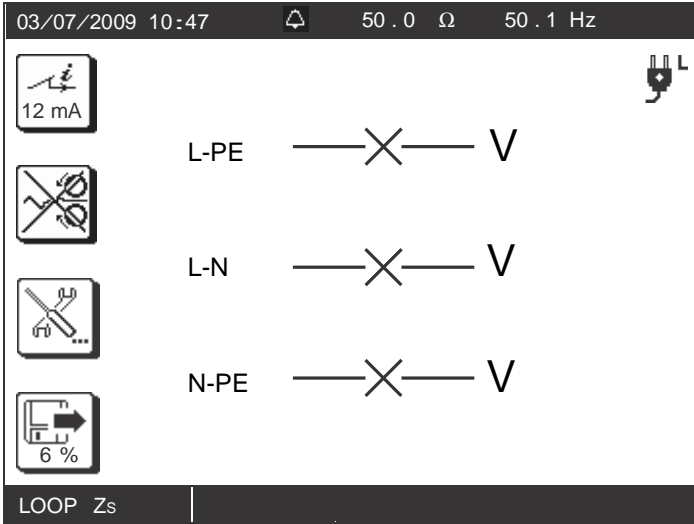 03/07/2009 10:47 50.0 Ω 50.1 Hz
L
i
12 mA
L-PE V
L-N V
N-PE V
...
6 %
LOOP Zs